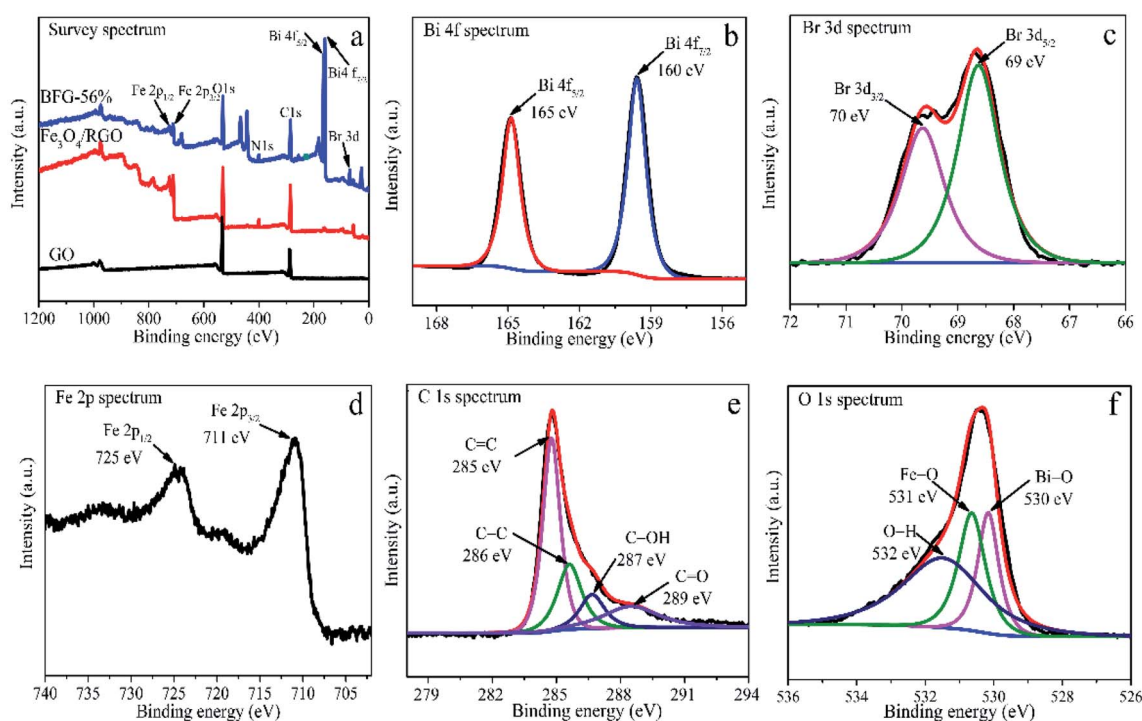 Survey spectrum
a
Bi 4f5/2
Bi4 f7/2
BFG-56%
Fe 2p1/2
Fe 2p3/2
O1s
C1s
N1s
Br 3d
Fe3O4/RGO
GO
Intensity (a.u.)
1200 1000 800 600 400 200 0
Binding energy (eV)
Bi 4f spectrum
b
Bi 4f7/2
160 eV
Bi 4f5/2
165 eV
Intensity (a.u.)
168 165 162 159 156
Binding energy (eV)
Br 3d spectrum
c
Br 3d5/2
69 eV
Br 3d3/2
70 eV
Intensity (a.u.)
72 71 70 69 68 67 66
Binding energy (eV)
Fe 2p spectrum
d
Fe 2p3/2
711 eV
Fe 2p1/2
725 eV
Intensity (a.u.)
740 735 730 725 720 715 710 705
Binding energy (eV)
C 1s spectrum
e
C=C
285 eV
C−C
286 eV
C−OH
287 eV
C=O
289 eV
Intensity (a.u.)
279 282 285 288 291 294
Binding energy (eV)
O 1s spectrum
f
Fe−O
531 eV
Bi−O
530 eV
O−H
532 eV
Intensity (a.u.)
536 534 532 530 528 526
Binding energy (eV)